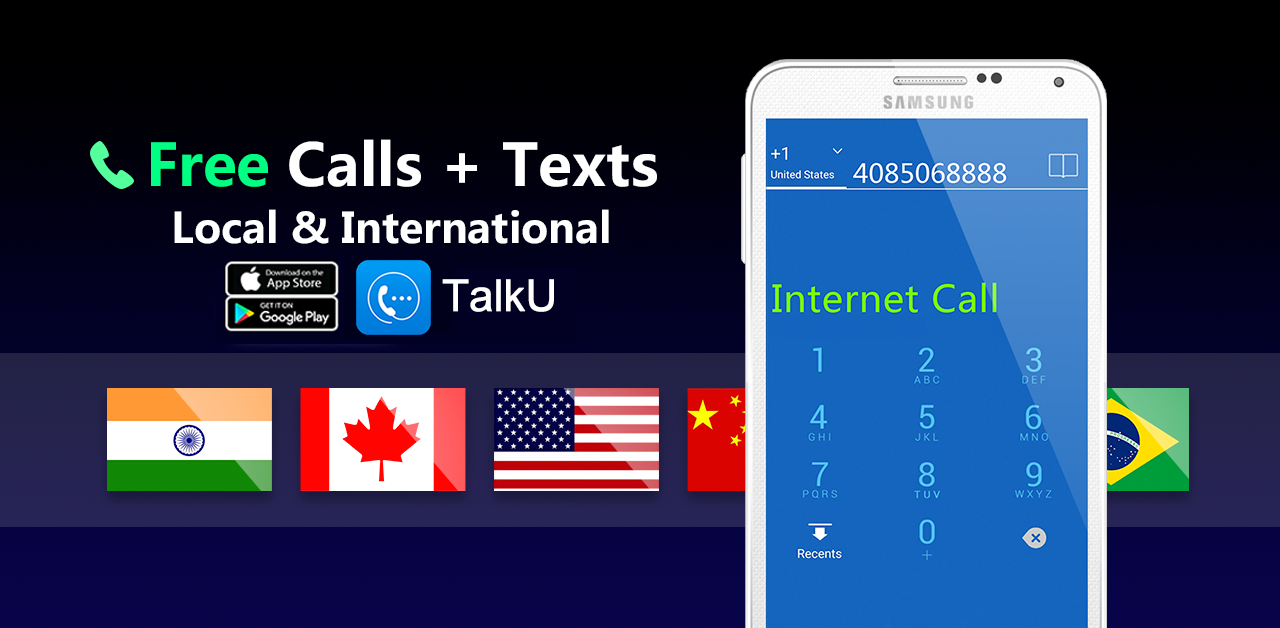 Free Calls + Texts
Local & International
Download on the
App Store
GET IT ON
Google Play
TalkU
SAMSUNG
+1
United States
4085068888
Internet Call
1
2
ABC
3
DEF
4
GHI
5
JKL
6
MNO
7
PQRS
8
TUV
9
WXYZ
Recents
0
+